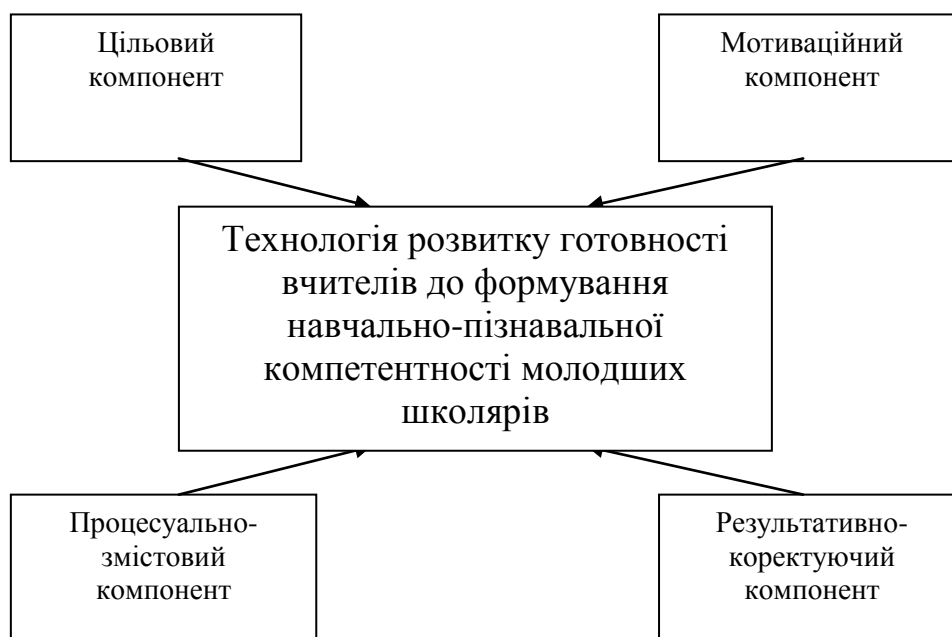 Цільовий
компонент
Мотиваційний
компонент
Технологія розвитку готовності
вчителів до формування
навчально-пізнавальної
компетентності молодших
школярів
Процесуально-
змістовий
компонент
Результативно-
коректуючий
компонент